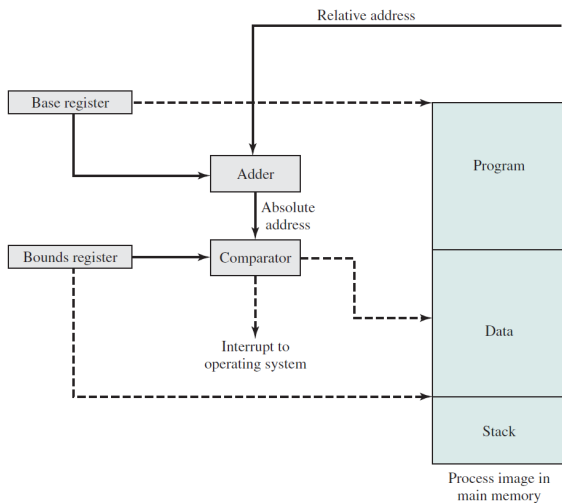 Relative address
Base register
Program
Adder
Absolute
address
Bounds register
Comparator
Data
Interrupt to
operating system
Stack
Process image in
main memory